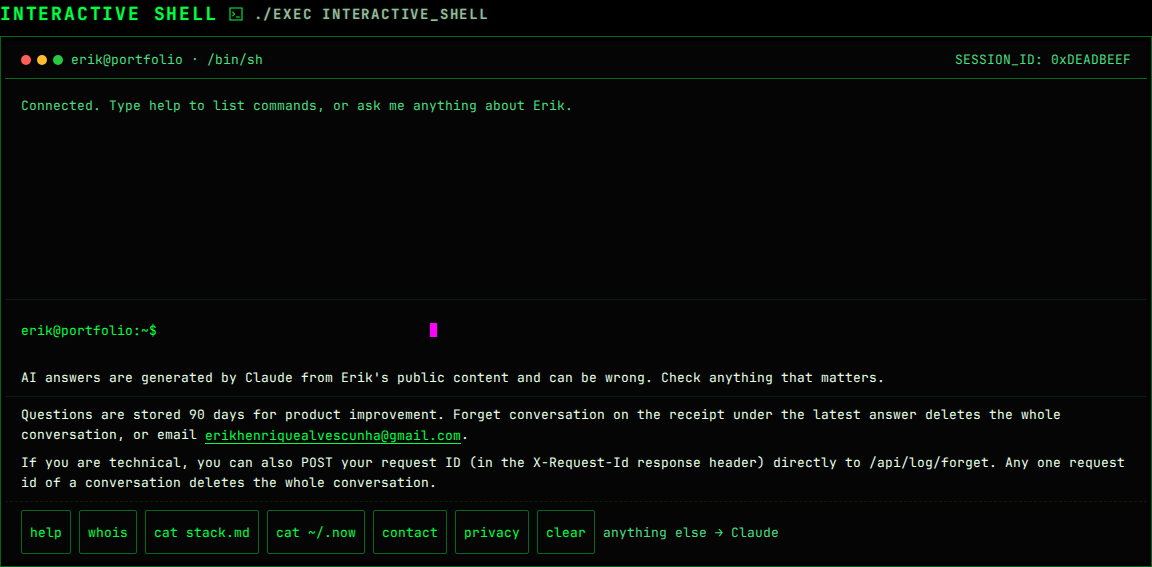 INTERACTIVE SHELL ./EXEC INTERACTIVE_SHELL
erik@portfolio · /bin/sh SESSION_ID: 0xDEADBEEF
Connected. Type help to list commands, or ask me anything about Erik.
erik@portfolio:~$
AI answers are generated by Claude from Erik's public content and can be wrong. Check anything that matters.
Questions are stored 90 days for product improvement. Forget conversation on the receipt under the latest answer deletes the whole
conversation, or email erikhenriquealvescunha@gmail.com.
If you are technical, you can also POST your request ID (in the X-Request-Id response header) directly to /api/log/forget. Any one request
id of a conversation deletes the whole conversation.
help whois cat stack.md cat ~/.now contact privacy clear anything else → Claude